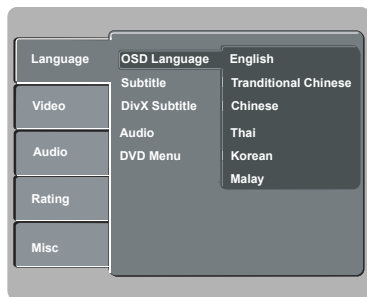 Language
Video
Audio
Rating
Misc
OSD Language
Subtitle
DivX Subtitle
Audio
DVD Menu
English
Tranditional Chinese
Chinese
Thai
Korean
Malay